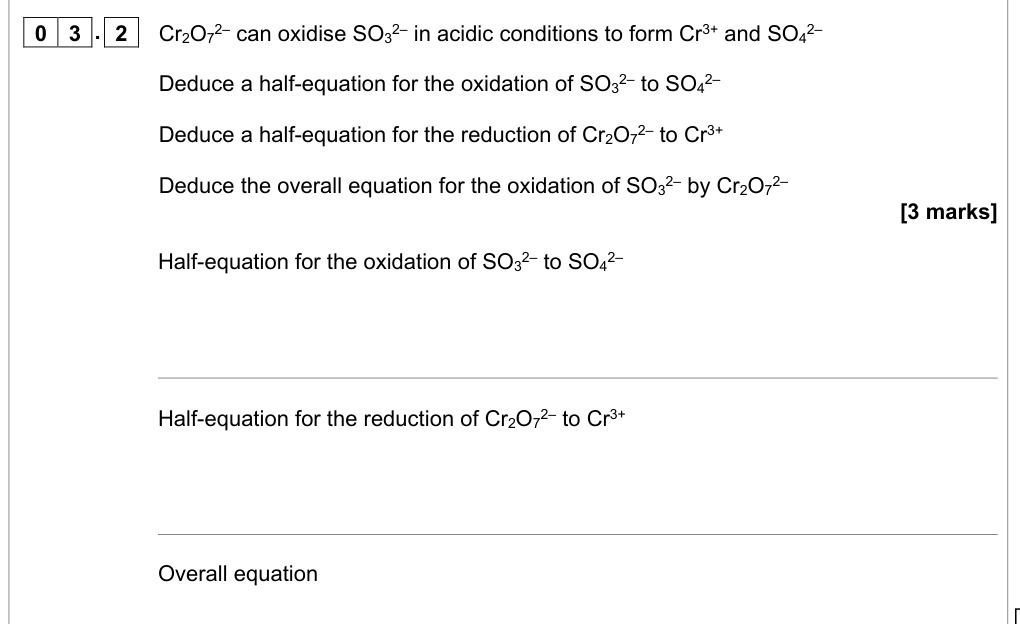 0 3 . 2 Cr₂O₇²⁻ can oxidise SO₃²⁻ in acidic conditions to form Cr³⁺ and SO₄²⁻
Deduce a half-equation for the oxidation of SO₃²⁻ to SO₄²⁻
Deduce a half-equation for the reduction of Cr₂O₇²⁻ to Cr³⁺
Deduce the overall equation for the oxidation of SO₃²⁻ by Cr₂O₇²⁻
[3 marks]
Half-equation for the oxidation of SO₃²⁻ to SO₄²⁻
Half-equation for the reduction of Cr₂O₇²⁻ to Cr³⁺
Overall equation